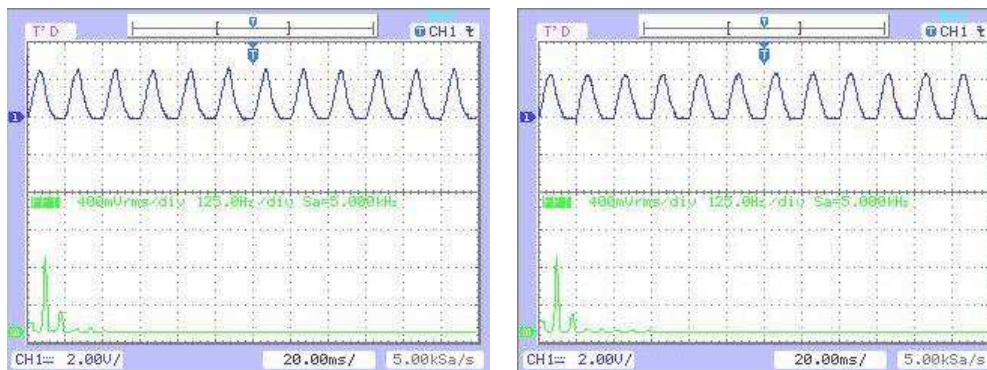 T'D CH1
400mVrms/div 125.0Hz/div Sa=5.000kHz
CH1 2.00V/ 20.00ms/ 5.00kSa/s
T'D CH1
400mVrms/div 125.0Hz/div Sa=5.000kHz
CH1 2.00V/ 20.00ms/ 5.00kSa/s